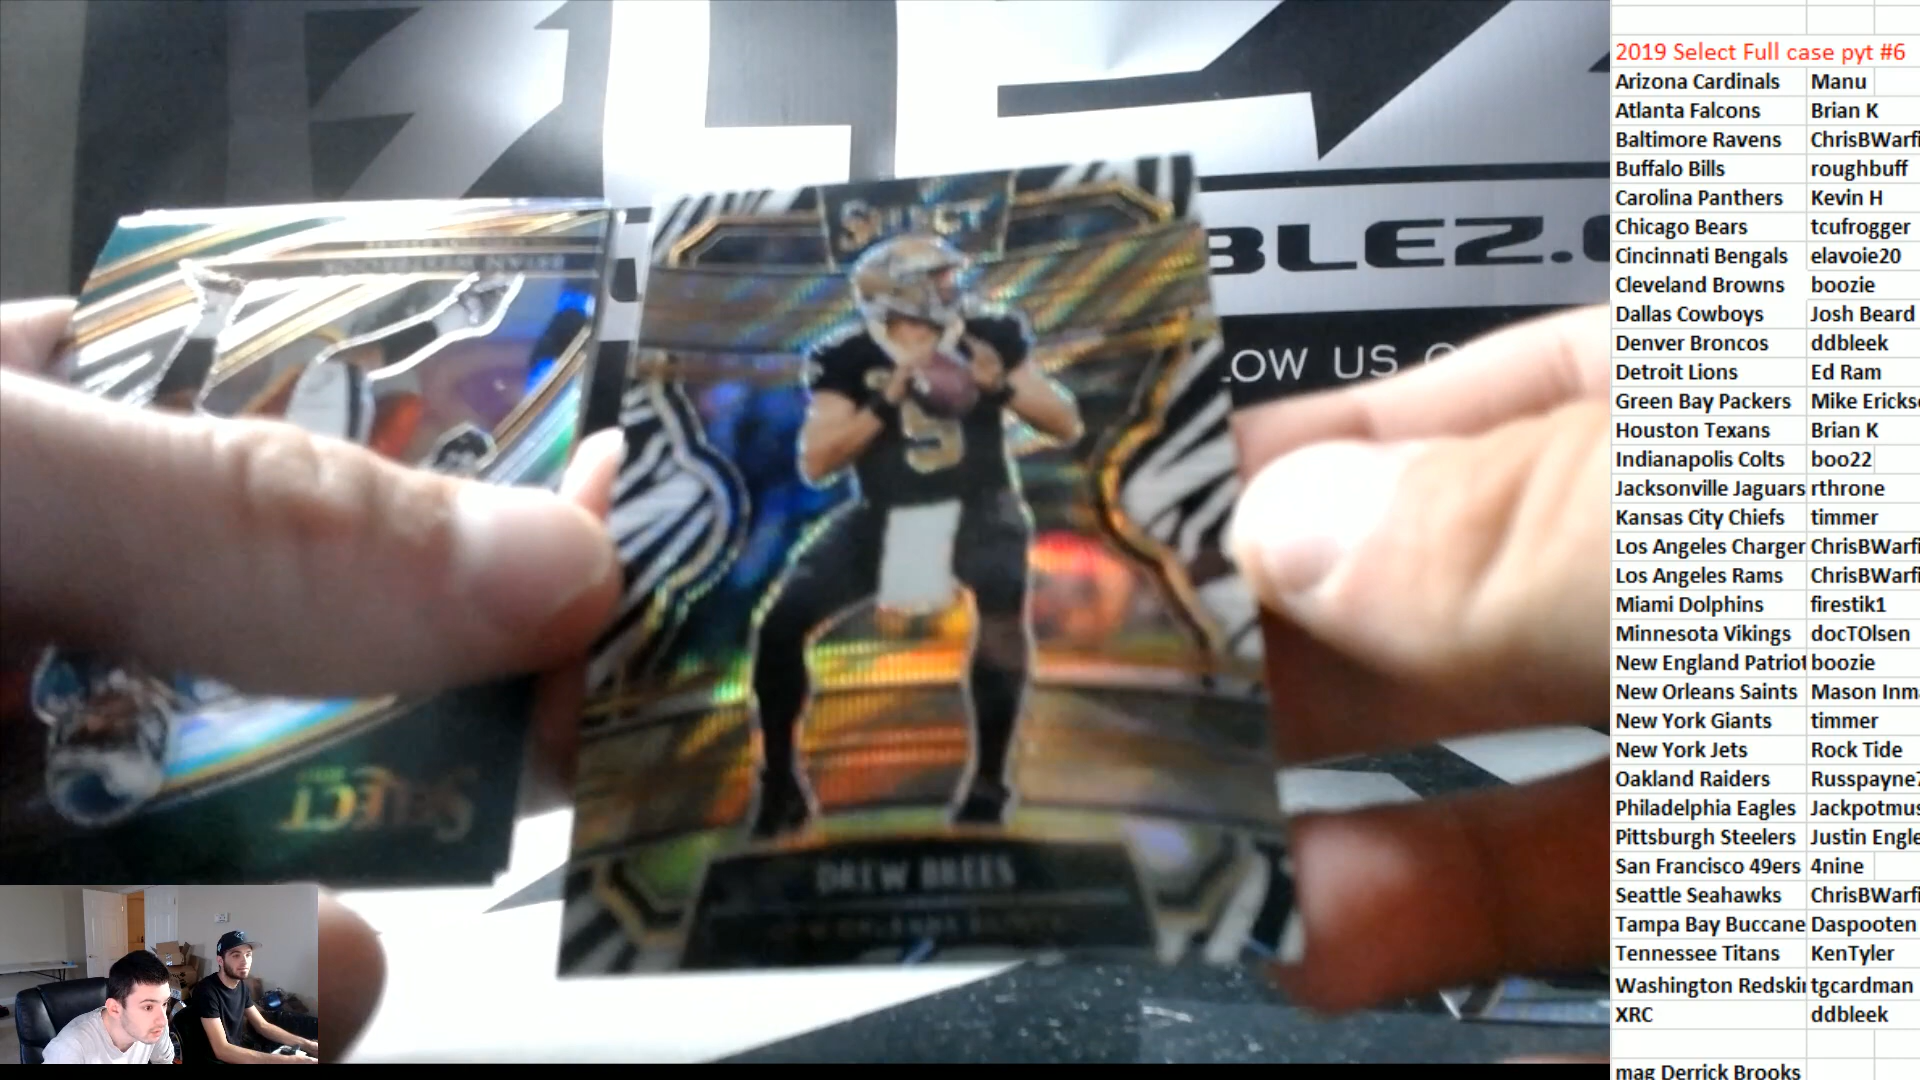 SELECT
BLEZ.
LOW US O
9
DREW BREES
SELECT
2019 Select Full case pyt #6
Arizona Cardinals Manu
Atlanta Falcons Brian K
Baltimore Ravens ChrisBWarfi
Buffalo Bills roughbuff
Carolina Panthers Kevin H
Chicago Bears tcufrogger
Cincinnati Bengals elavoie20
Cleveland Browns boozie
Dallas Cowboys Josh Beard
Denver Broncos ddbleek
Detroit Lions Ed Ram
Green Bay Packers Mike Erickso
Houston Texans Brian K
Indianapolis Colts boo22
Jacksonville Jaguars rthrone
Kansas City Chiefs timmer
Los Angeles Charger ChrisBWarfi
Los Angeles Rams ChrisBWarfi
Miami Dolphins firestik1
Minnesota Vikings docTOlsen
New England Patriot boozie
New Orleans Saints Mason Inma
New York Giants timmer
New York Jets Rock Tide
Oakland Raiders Russpayne7
Philadelphia Eagles Jackpotmus
Pittsburgh Steelers Justin Engle
San Francisco 49ers 4nine
Seattle Seahawks ChrisBWarfi
Tampa Bay Buccane Daspooten
Tennessee Titans KenTyler
Washington Redskin tgcardman
XRC ddbleek
mag Derrick Brooks